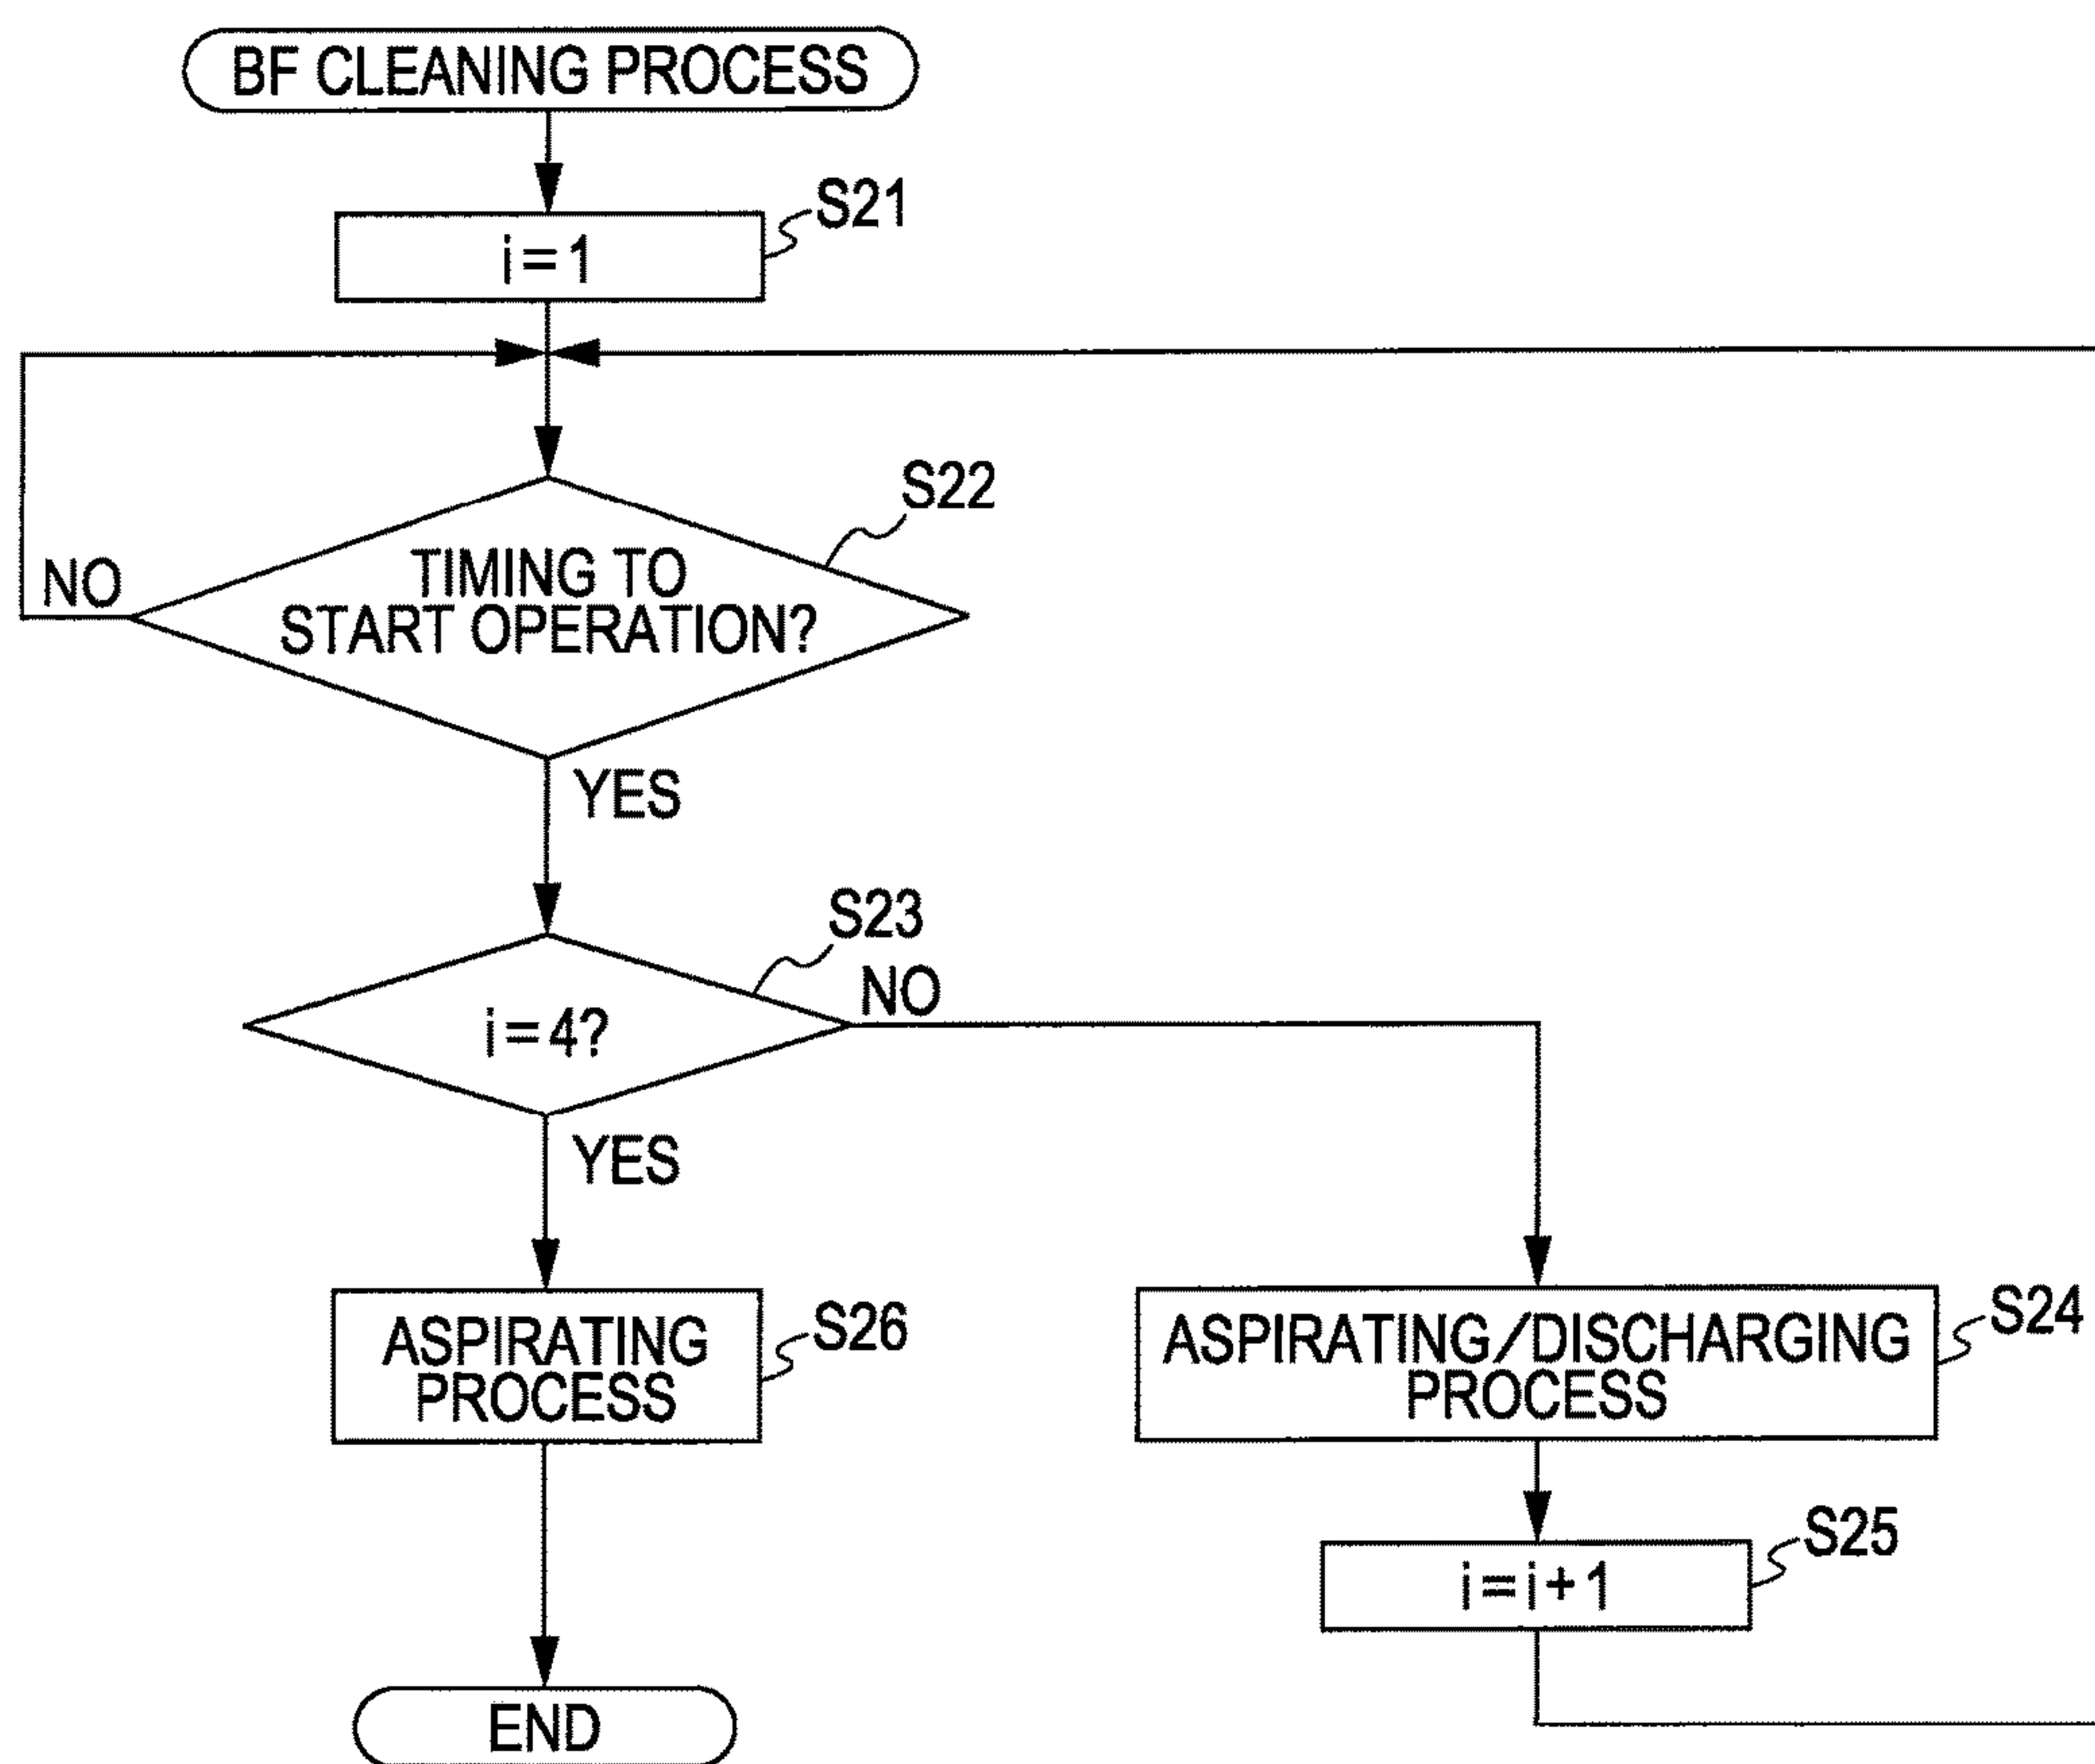 BF CLEANING PROCESS
S21
i=1
S22
TIMING TO
START OPERATION?
NO
YES
S23
i=4?
NO
YES
S26
ASPIRATING
PROCESS
S24
ASPIRATING/DISCHARGING
PROCESS
S25
i=i+1
END